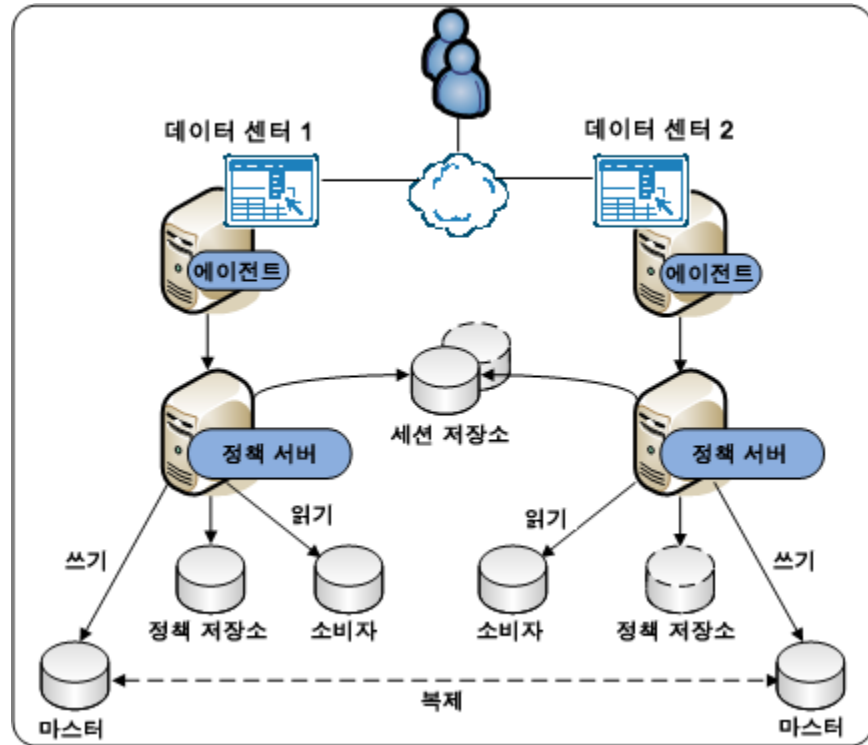 데이터 센터 1
데이터 센터 2
에이전트
에이전트
세션 저장소
정책 서버
정책 서버
읽기
읽기
쓰기
쓰기
정책 저장소
소비자
소비자
정책 저장소
복제
마스터
마스터